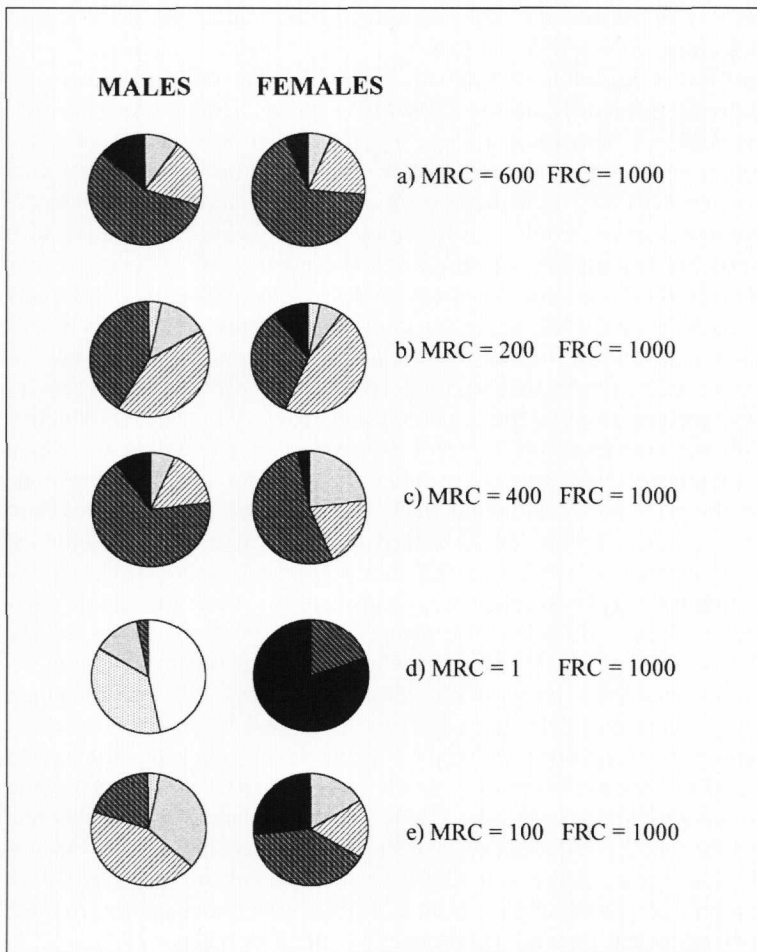 MALES FEMALES
a) MRC = 600 FRC = 1000
b) MRC = 200 FRC = 1000
c) MRC = 400 FRC = 1000
d) MRC = 1 FRC = 1000
e) MRC = 100 FRC = 1000